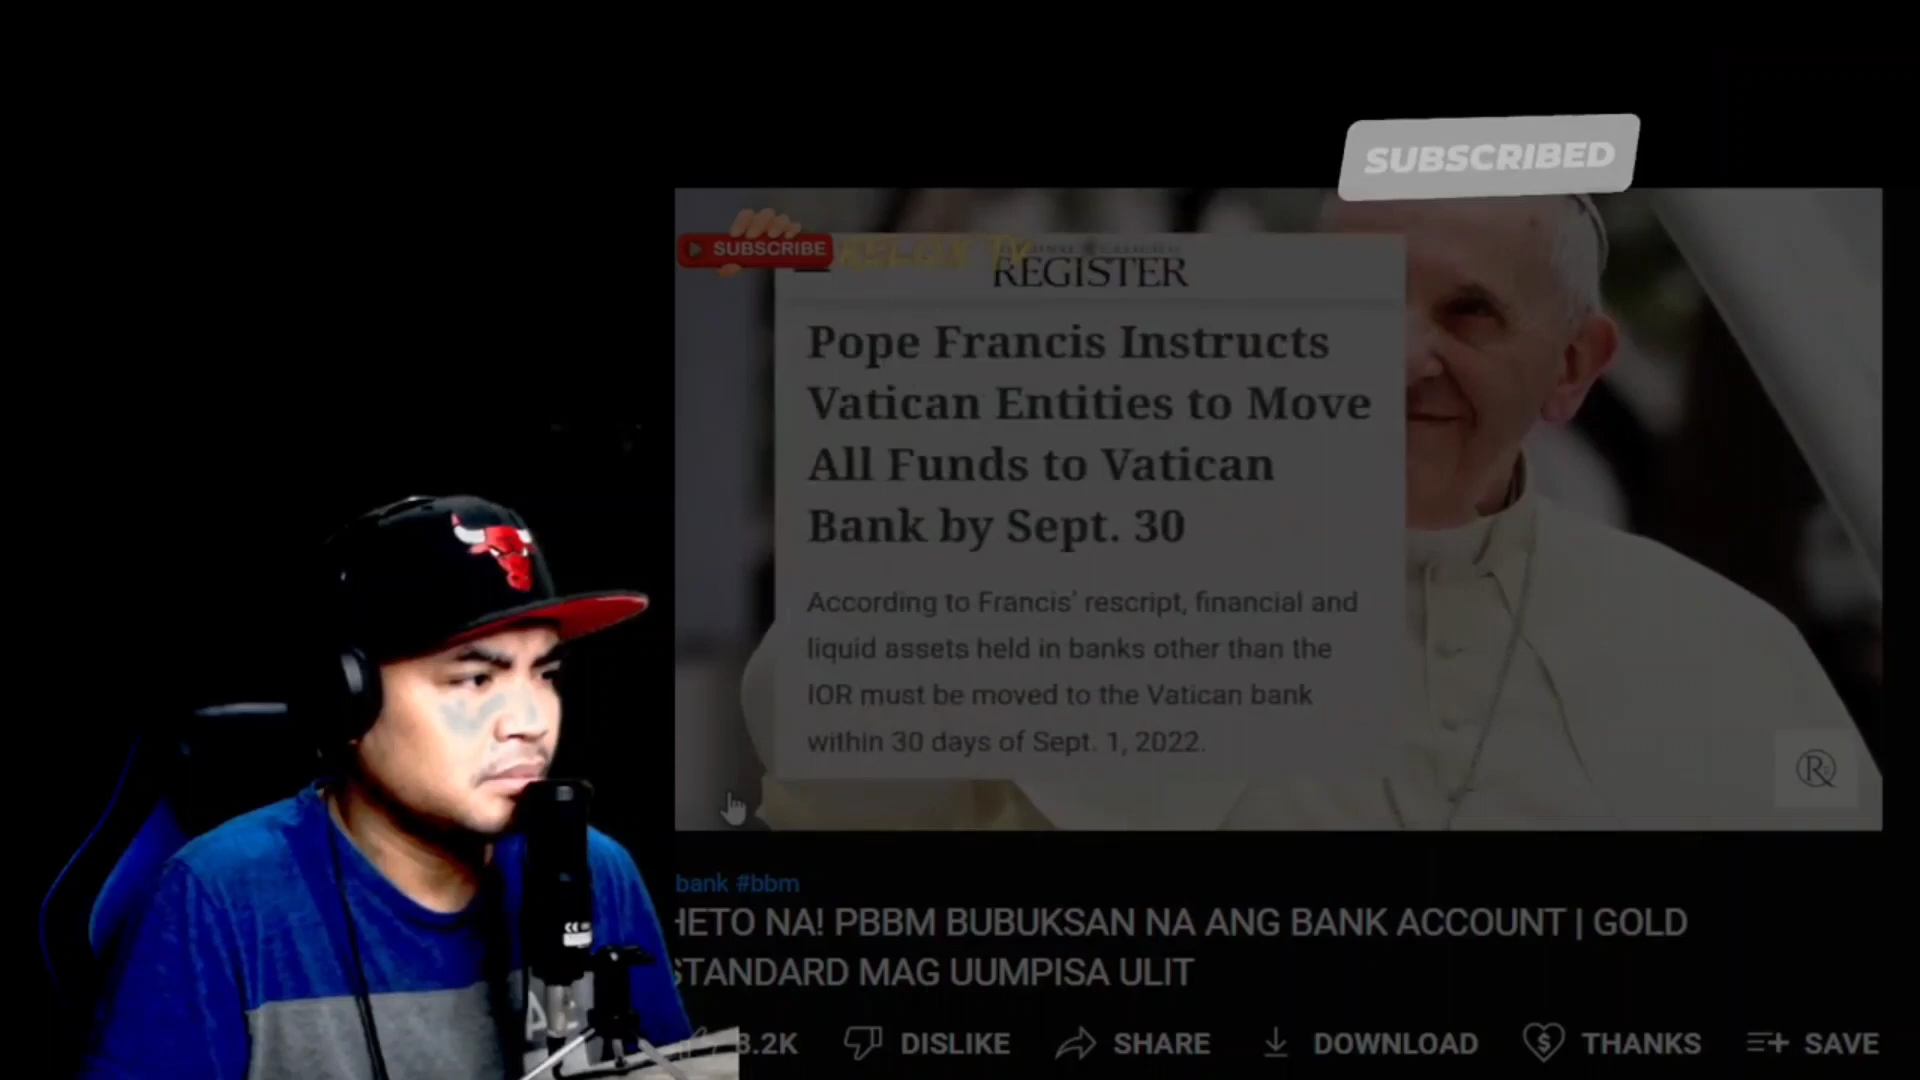 SUBSCRIBED
SUBSCRIBE
REGISTER
Pope Francis Instructs
Vatican Entities to Move
All Funds to Vatican
Bank by Sept. 30
According to Francis' rescript, financial and
liquid assets held in banks other than the
IOR must be moved to the Vatican bank
within 30 days of Sept. 1, 2022.
bank #bbm
HETO NA! PBBM BUBUKSAN NA ANG BANK ACCOUNT | GOLD
STANDARD MAG UUMPISA ULIT
3.2K DISLIKE SHARE DOWNLOAD THANKS SAVE